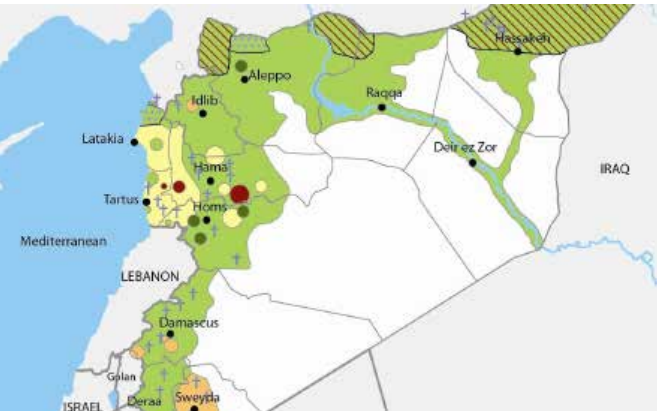 Hassakeh
Aleppo
Idlib
Raqqa
Latakia
Deir ez Zor
Hama
IRAQ
Tartus
Homs
Mediterranean
LEBANON
Damascus
Golan
Deraa
Sweyda
ISRAEL